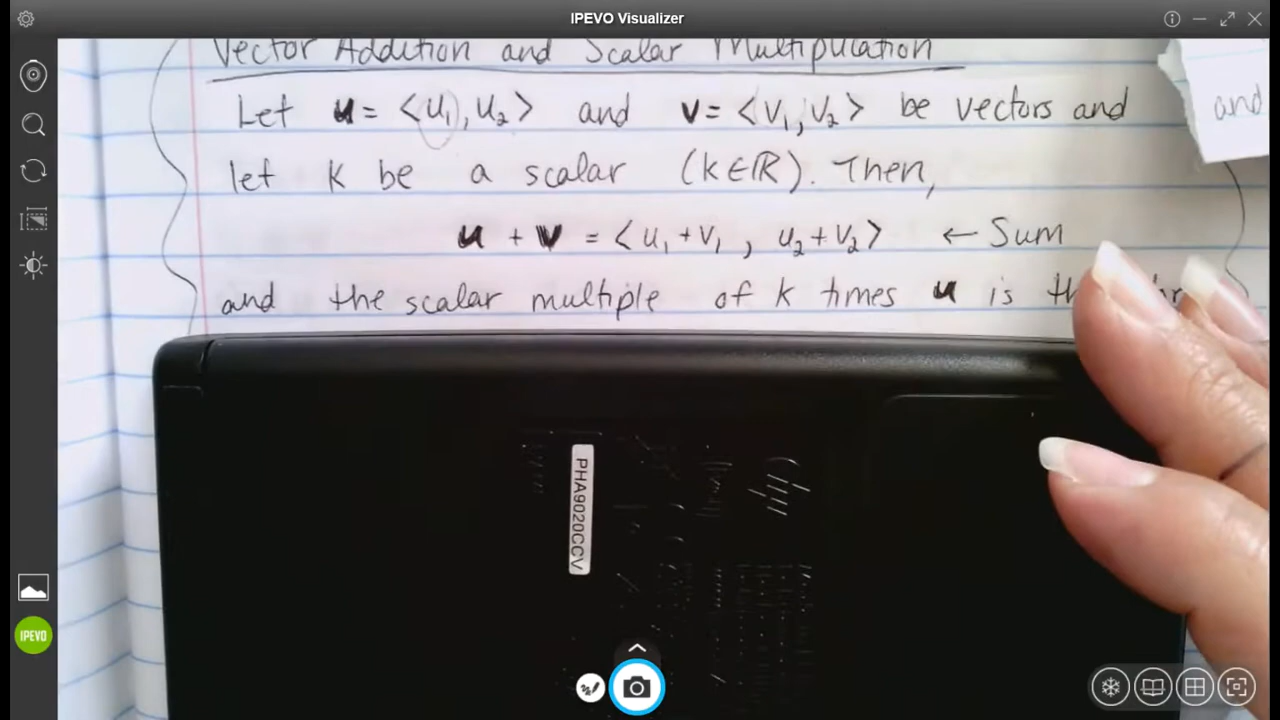 IPEVO Visualizer
Vector Addition and Scalar Multiplication
Let u = <u₁, u₂> and v = <v₁, v₂> be vectors and
and
let k be a scalar (k∈ℝ). Then,
u + v = <u₁+v₁, u₂+v₂> ← Sum
and the scalar multiple of k times u is
PHA9020CCV
IPEVO